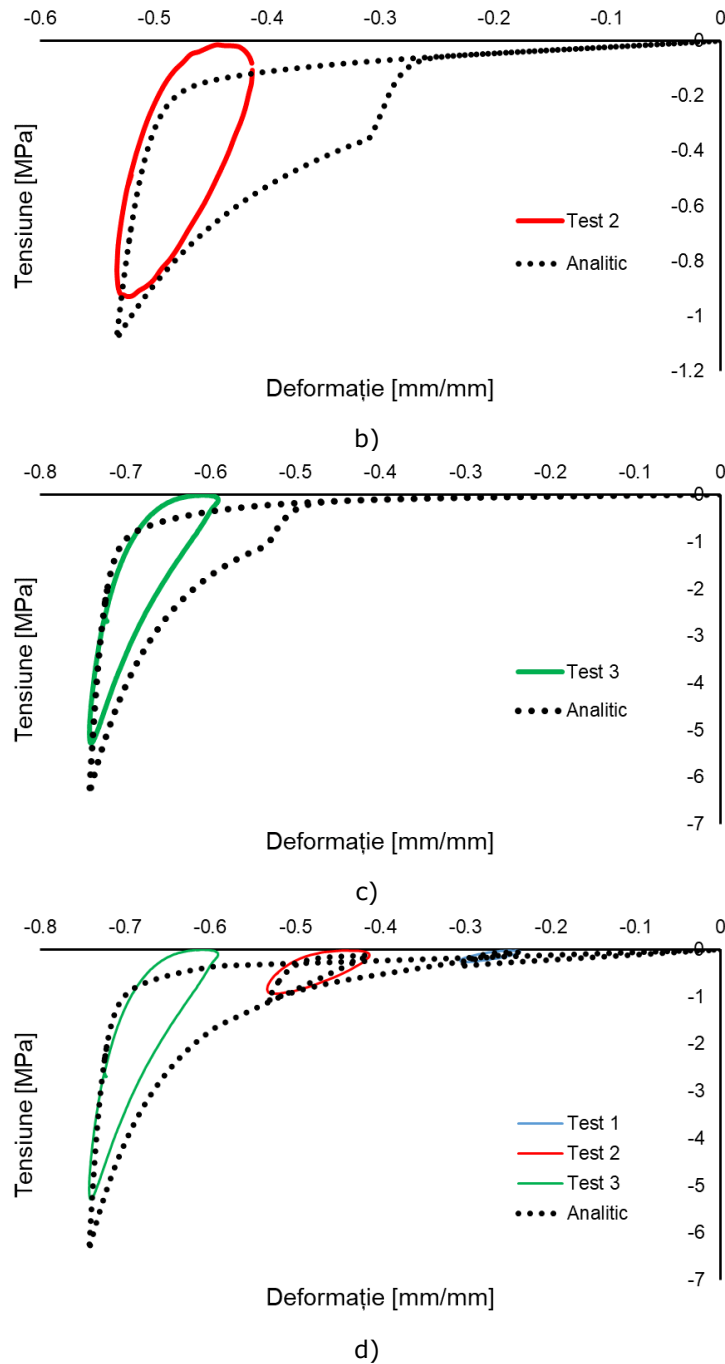 -0.6 -0.5 -0.4 -0.3 -0.2 -0.1 0
0
-0.2
-0.4
-0.6
-0.8
-1
-1.2
Tensiune [MPa]
Test 2
Analitic
Deformație [mm/mm]
b)
-0.8 -0.7 -0.6 -0.5 -0.4 -0.3 -0.2 -0.1 0
0
-1
-2
-3
-4
-5
-6
-7
Tensiune [MPa]
Test 3
Analitic
Deformație [mm/mm]
c)
-0.8 -0.7 -0.6 -0.5 -0.4 -0.3 -0.2 -0.1 0
0
-1
-2
-3
-4
-5
-6
-7
Tensiune [MPa]
Test 1
Test 2
Test 3
Analitic
Deformație [mm/mm]
d)